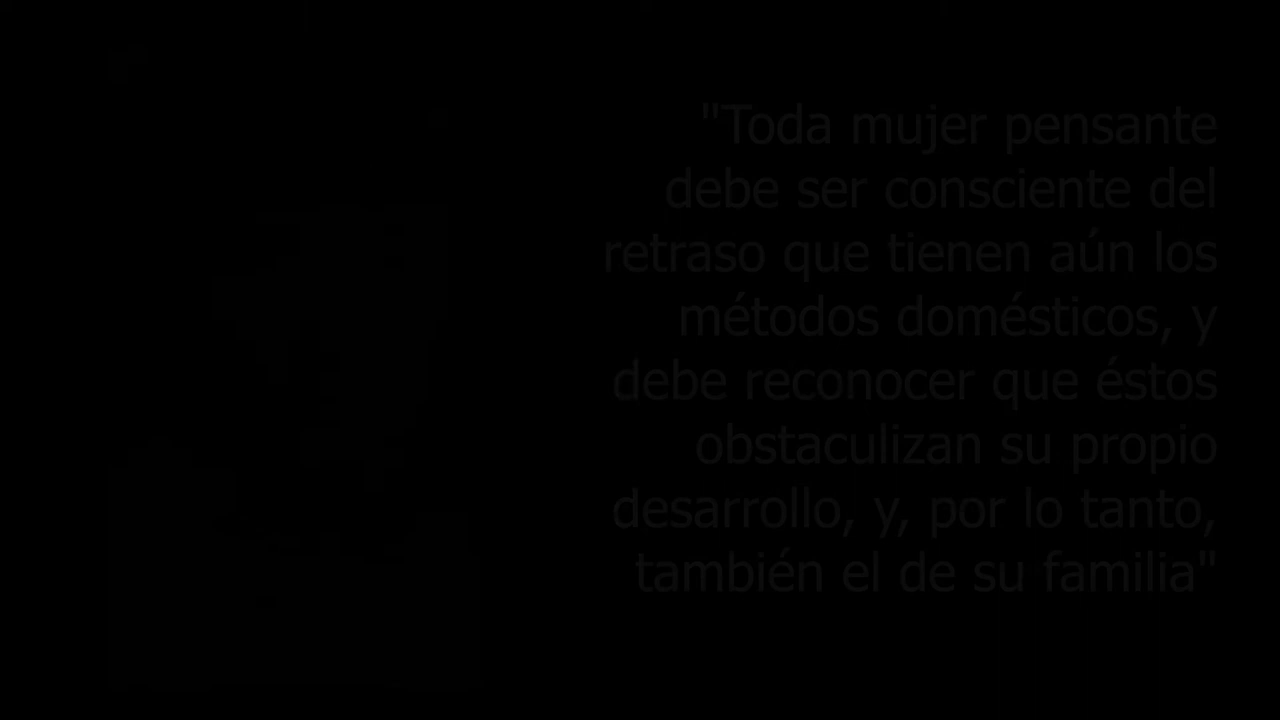 "Toda mujer pensante
debe ser consciente del
retraso que tienen aún los
métodos domésticos, y
debe reconocer que éstos
obstaculizan su propio
desarrollo, y, por lo tanto,
también el de su familia"